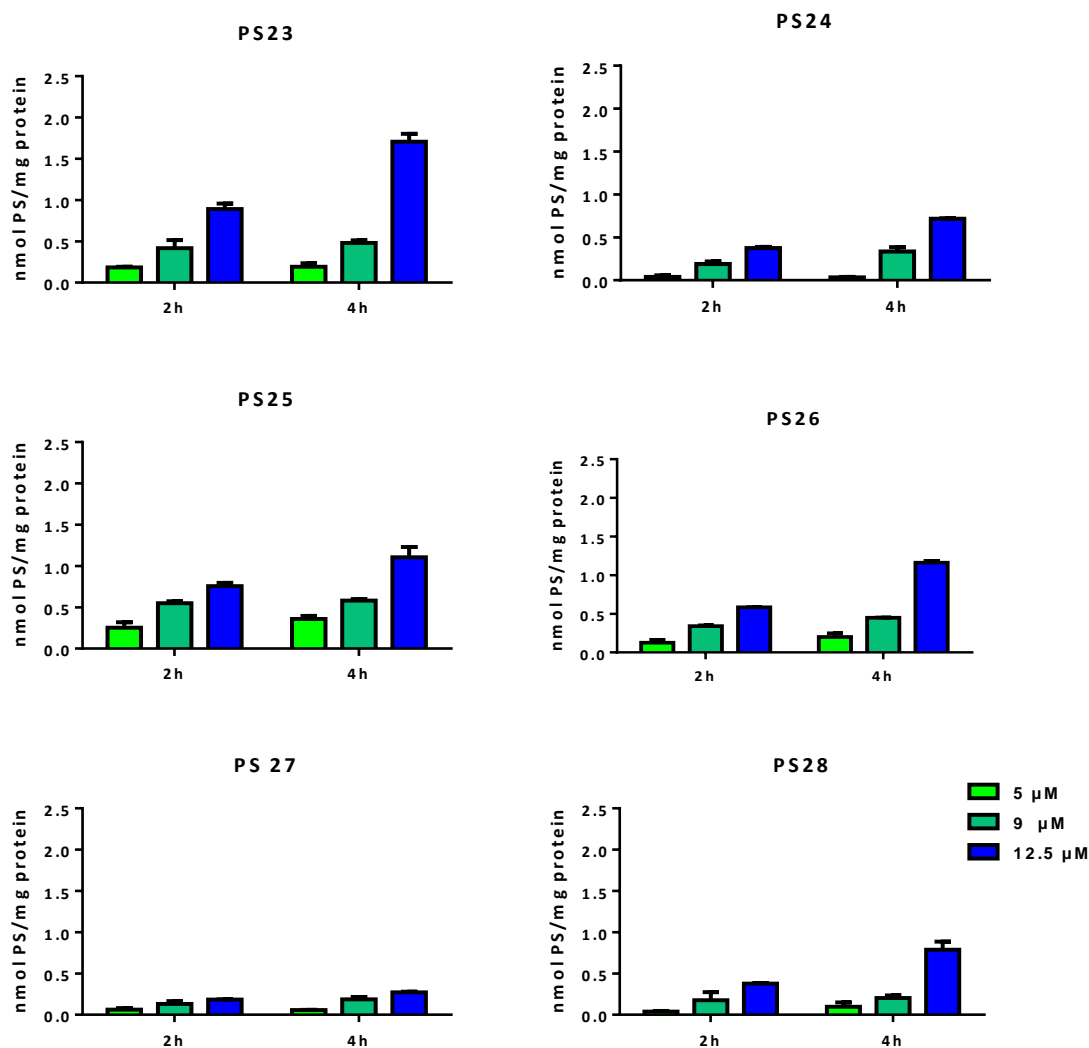 PS23
nmol PS/mg protein
2.5
2.0
1.5
1.0
0.5
0.0
2h
4h
PS24
nmol PS/mg protein
2.5
2.0
1.5
1.0
0.5
0.0
2h
4h
PS25
nmol PS/mg protein
2.5
2.0
1.5
1.0
0.5
0.0
2h
4h
PS26
nmol PS/mg protein
2.5
2.0
1.5
1.0
0.5
0.0
2h
4h
PS 27
nmol PS/mg protein
2.5
2.0
1.5
1.0
0.5
0.0
2h
4h
PS28
nmol PS/mg protein
2.5
2.0
1.5
1.0
0.5
0.0
2h
4h
5 µM
9 µM
12.5 µM